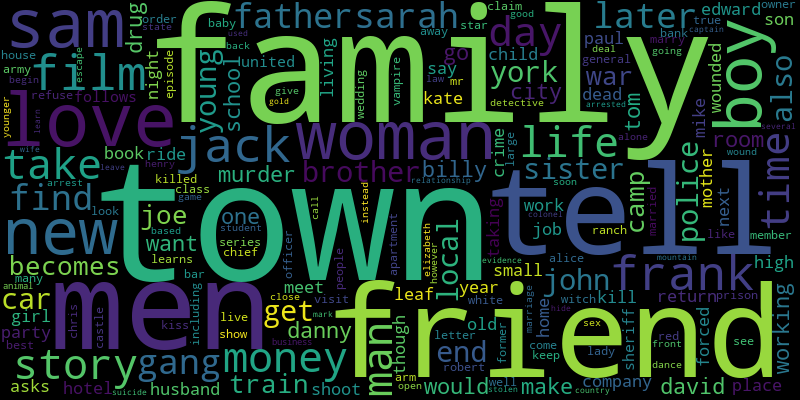 family
sam
film
father
sarah
later
day
york
city
war
boy
also
son
edward
paul
drug
young
school
night
episode
living
united
say
go
child
kate
baby
order
state
house
army
begin
escape
back
used
wedding
give
gold
vampire
mr
law
star
away
good
claim
detective
bank
general
dead
tom
wounded
mike
marry
true
deal
going
captain
owner
arrested
alone
several
younger
refuse
follows
learn
love
jack
woman
life
room
time
take
book
ride
brother
billy
crime
large
sister
murder
police
mother
wound
find
wife
leave
arrest
henry
killed
class
look
game
relationship
soon
camp
married
next
like
member
new
town
tell
joe
one
student
want
based
series
call
instead
apartment
elizabeth
however
local
taking
work
job
colonel
ranch
evidence
mountain
becomes
learns
chief
officer
people
many
bar
meet
visit
small
alice
john
frank
high
animal
men
friend
car
girl
chris
castle
including
close
get
leaf
year
white
marriage
home
witch
kill
return
prison
party
kiss
live
show
mark
danny
man
though
old
former
hide
sheriff
red
forced
see
working
best
story
gang
money
business
end
letter
come
keep
sex
lady
front
dance
asks
hotel
husband
train
shoot
arm
open
would
well
stolen
make
robert
company
country
david
place
suicide